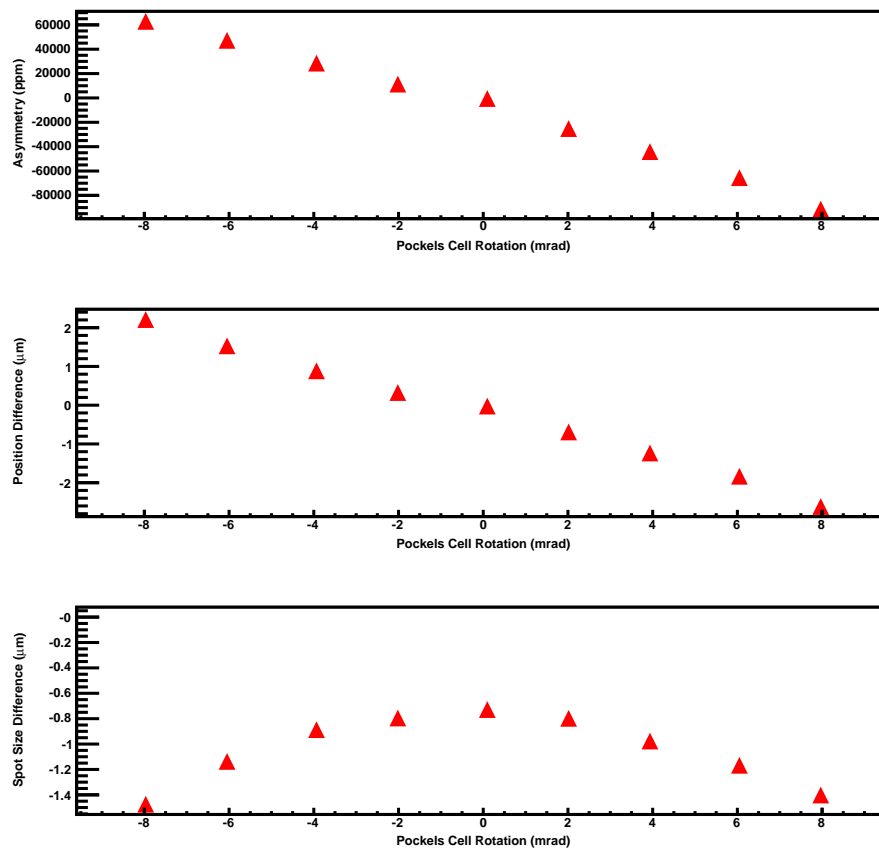 60000
40000
20000
0
-20000
-40000
-60000
-80000
Asymmetry (ppm)
-8 -6 -4 -2 0 2 4 6 8
Pockels Cell Rotation (mrad)
2
1
0
-1
-2
Position Difference (μm)
-8 -6 -4 -2 0 2 4 6 8
Pockels Cell Rotation (mrad)
-0
-0.2
-0.4
-0.6
-0.8
-1
-1.2
-1.4
Spot Size Difference (μm)
-8 -6 -4 -2 0 2 4 6 8
Pockels Cell Rotation (mrad)